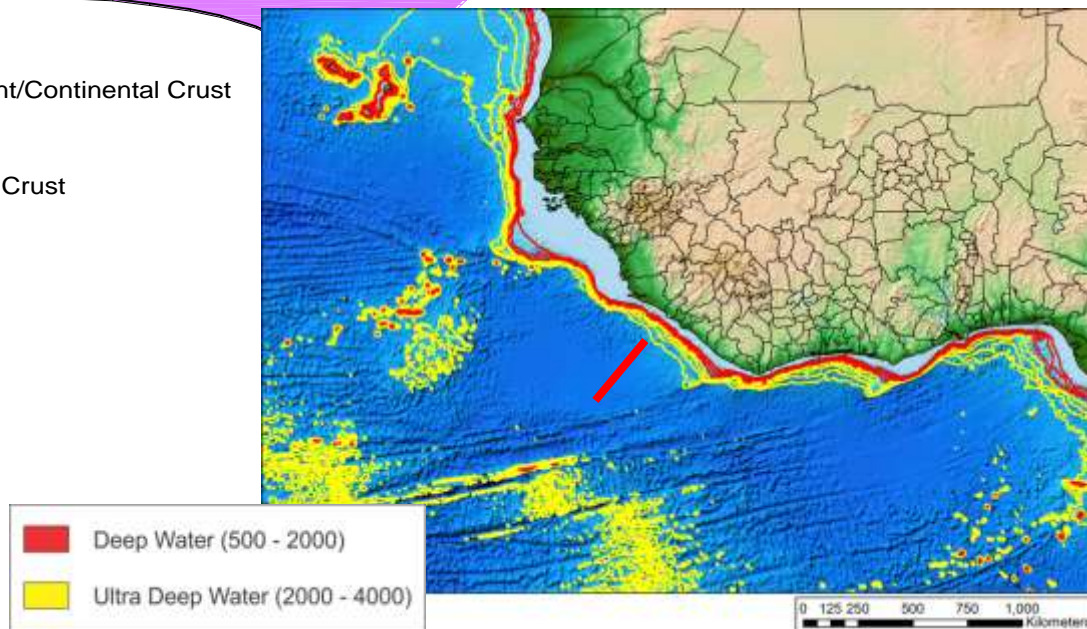 nt/Continental Crust
Crust
Deep Water (500 - 2000)
Ultra Deep Water (2000 - 4000)
0 125 250 500 750 1,000
Kilometers